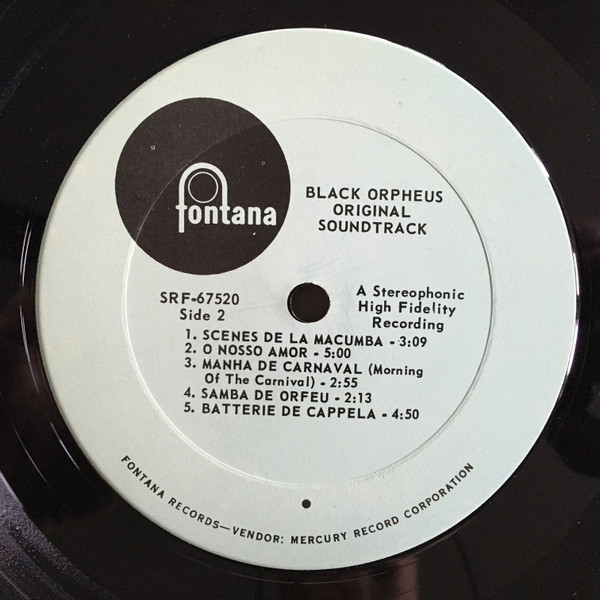 fontana
BLACK ORPHEUS
ORIGINAL
SOUNDTRACK
SRF-67520
Side 2
A Stereophonic
High Fidelity
Recording
1. SCENES DE LA MACUMBA - 3:09
2. O NOSSO AMOR - 5:00
3. MANHA DE CARNAVAL (Morning
Of The Carnival) - 2:55
4. SAMBA DE ORFEU - 2:13
5. BATTERIE DE CAPPELA - 4:50
FONTANA RECORDS—VENDOR: MERCURY RECORD CORPORATION